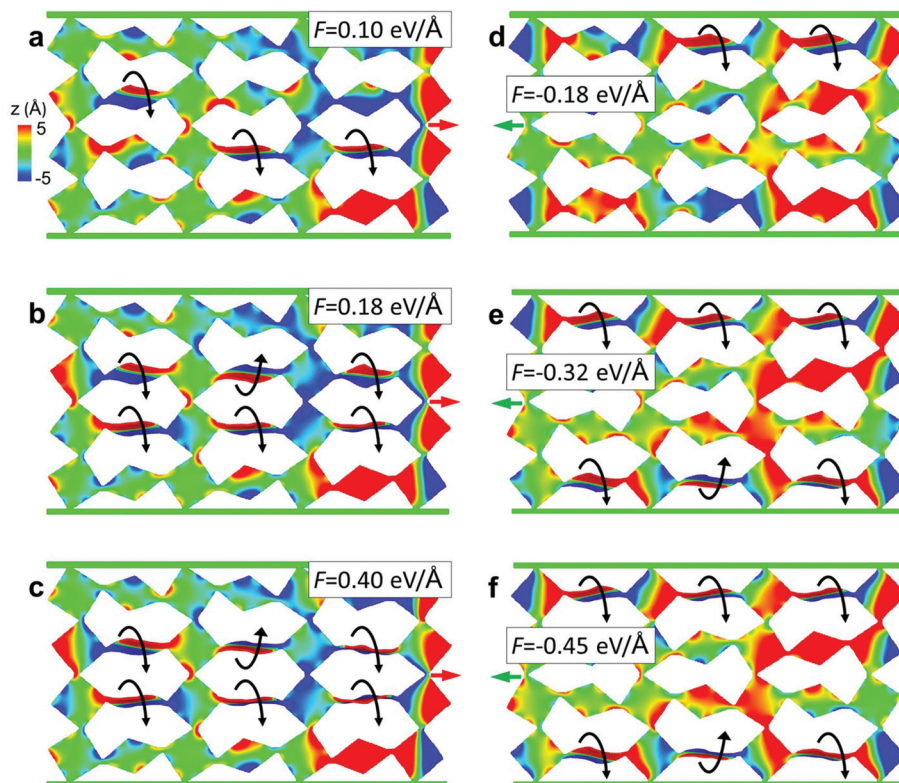 a
F=0.10 eV/Å
z (Å)
5
-5
b
F=0.18 eV/Å
c
F=0.40 eV/Å
d
F=-0.18 eV/Å
e
F=-0.32 eV/Å
f
F=-0.45 eV/Å